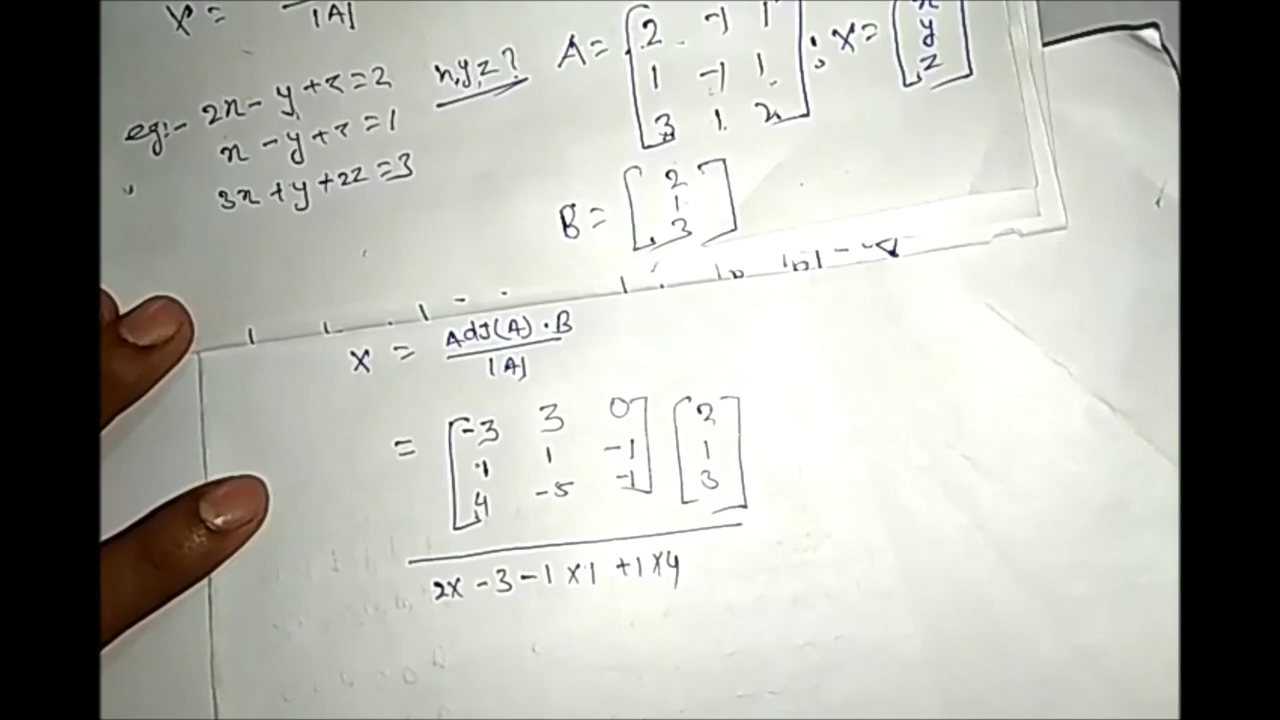 X = |A|
eg:- 2x - y + z = 2
x - y + z = 1
3x + y + 2z = 3
x, y, z ?
A = [ 2 -1 1
1 -1 1
3 1 2 ] ; X = [ x
y
z ]
B = [ 2
1
3 ]
X = AdJ(A) · B
|A|
= [ -3 3 0
1 1 -1
4 -5 -1 ] [ 2
1
3 ]
2x -3 -1 x 1 + 1 x 4